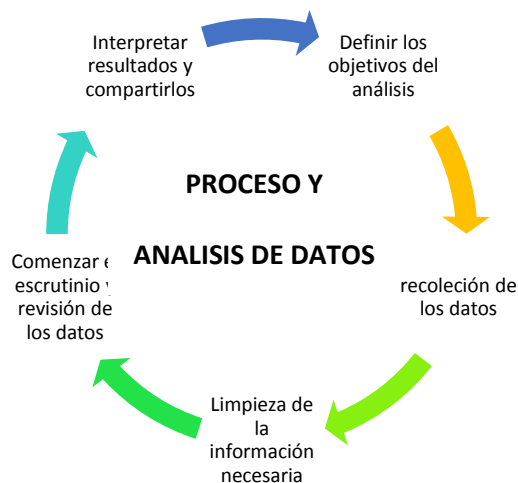 Interpretar
resultados y
compartirlos
Definir los
objetivos del
análisis
PROCESO Y
ANALISIS DE DATOS
recoleción de
los datos
Limpieza de
la
información
necesaria
Comenzar e
escrutinio y
revisión de
los datos